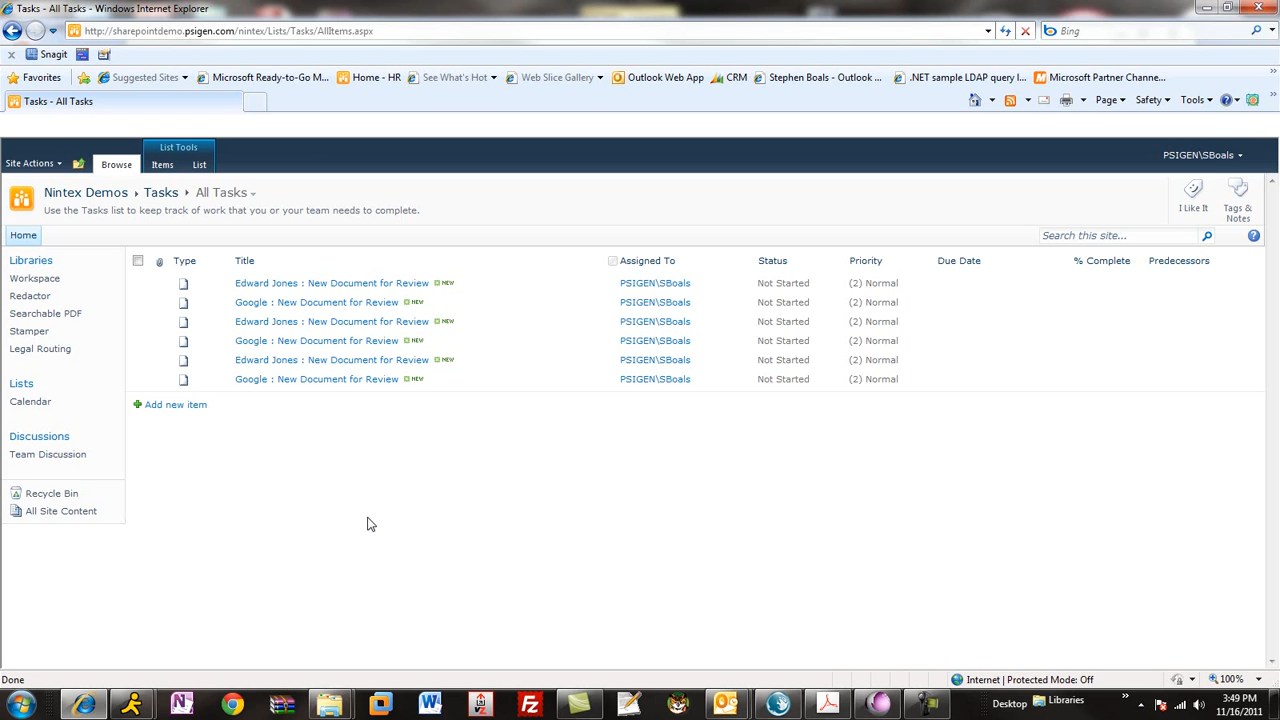 Tasks - All Tasks - Windows Internet Explorer
http://sharepointdemo.psigen.com/nintex/Lists/Tasks/AllItems.aspx
Bing
Snagit
Favorites Suggested Sites Microsoft Ready-to-Go M... Home - HR See What's Hot Web Slice Gallery Outlook Web App CRM Stephen Boals - Outlook ... .NET sample LDAP query l... Microsoft Partner Channe...
Tasks - All Tasks
Page Safety Tools
List Tools
Site Actions Browse Items List PSIGEN\SBoals
Nintex Demos Tasks All Tasks
Use the Tasks list to keep track of work that you or your team needs to complete.
I Like It Tags & Notes
Home Search this site...
Libraries
Workspace
Redactor
Searchable PDF
Stamper
Legal Routing
Lists
Calendar
Discussions
Team Discussion
Recycle Bin
All Site Content
Type Title Assigned To Status Priority Due Date % Complete Predecessors
Edward Jones : New Document for Review NEW PSIGEN\SBoals Not Started (2) Normal
Google : New Document for Review NEW PSIGEN\SBoals Not Started (2) Normal
Edward Jones : New Document for Review NEW PSIGEN\SBoals Not Started (2) Normal
Google : New Document for Review NEW PSIGEN\SBoals Not Started (2) Normal
Edward Jones : New Document for Review NEW PSIGEN\SBoals Not Started (2) Normal
Google : New Document for Review NEW PSIGEN\SBoals Not Started (2) Normal
Add new item
Done Internet | Protected Mode: Off 100%
Desktop Libraries 3:49 PM
11/16/2011